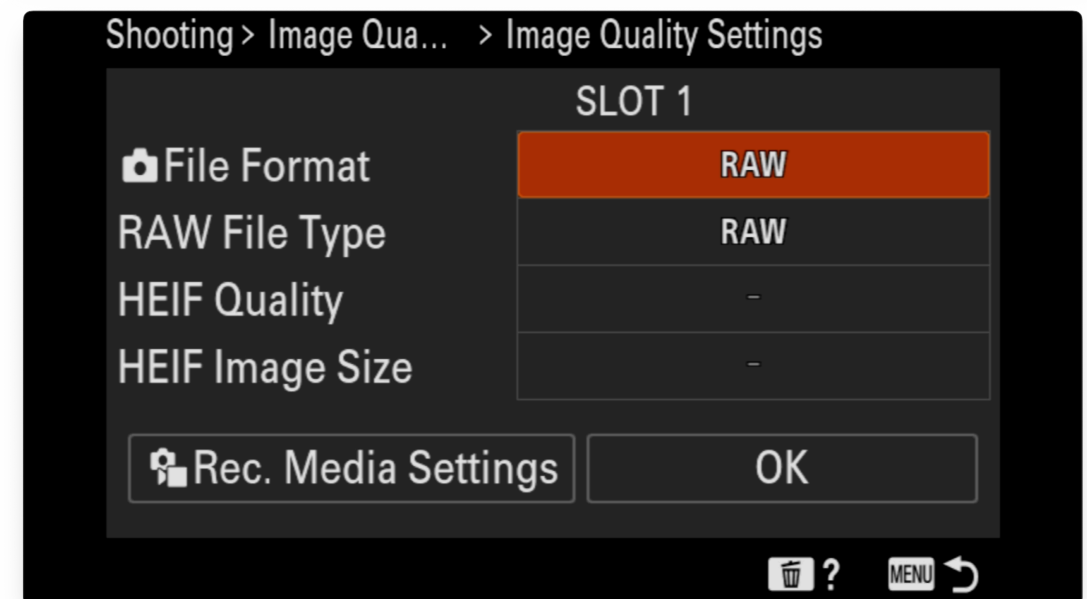 Shooting > Image Qua... > Image Quality Settings
SLOT 1
File Format RAW
RAW File Type RAW
HEIF Quality –
HEIF Image Size –
Rec. Media Settings OK
? MENU